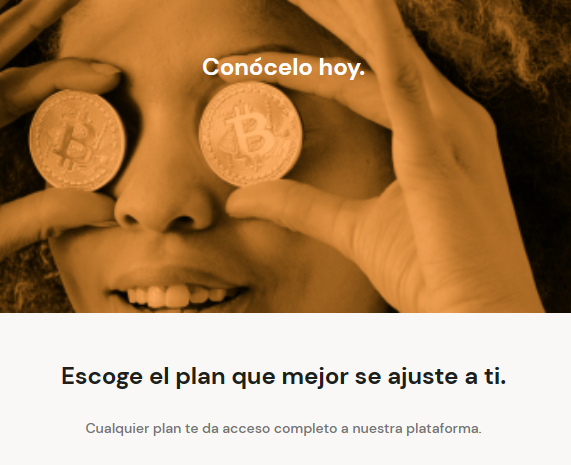 Conócelo hoy.
Escoge el plan que mejor se ajuste a ti.
Cualquier plan te da acceso completo a nuestra plataforma.